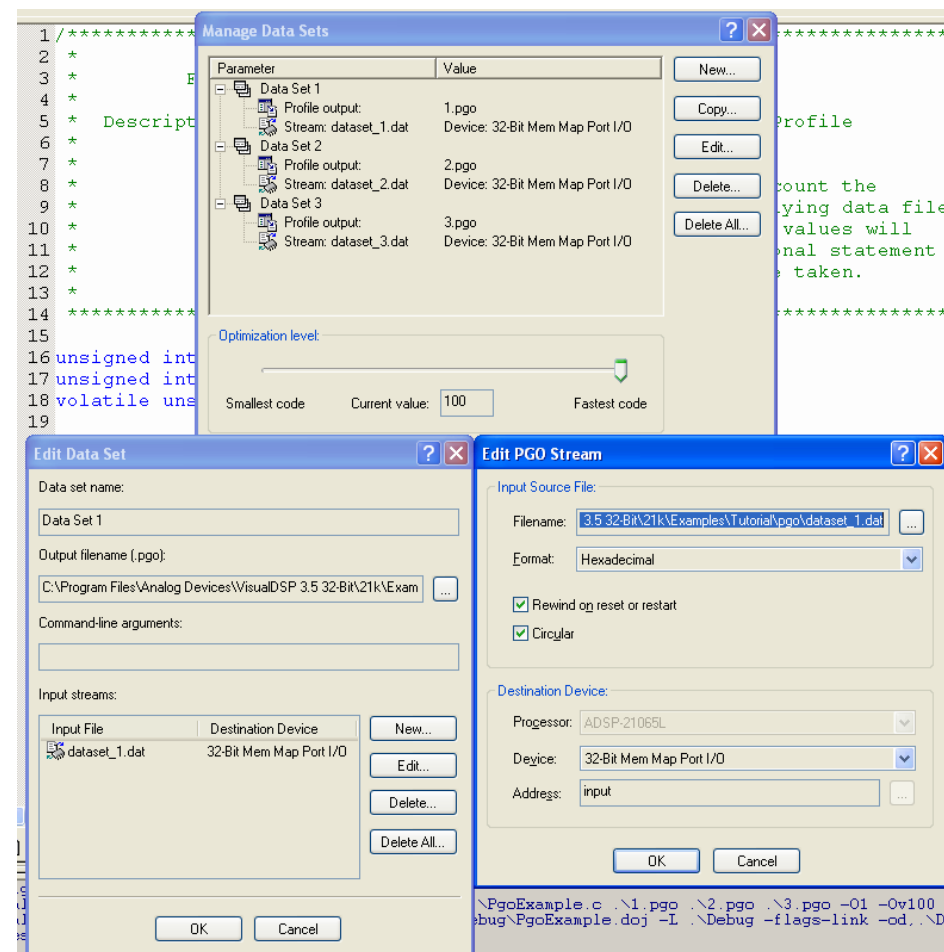 1 /************
2 *
3 *
4 *
5 * Descript
6 *
7 *
8 *
9 *
10 *
11 *
12 *
13 *
14 ***********
15
16 unsigned int
17 unsigned int
18 volatile uns
19
Profile
count the
lying data file
values will
onal statement
taken.
Manage Data Sets
Parameter Value
Data Set 1
Profile output: 1.pgo
Stream: dataset_1.dat Device: 32-Bit Mem Map Port I/O
Data Set 2
Profile output: 2.pgo
Stream: dataset_2.dat Device: 32-Bit Mem Map Port I/O
Data Set 3
Profile output: 3.pgo
Stream: dataset_3.dat Device: 32-Bit Mem Map Port I/O
New...
Copy...
Edit...
Delete...
Delete All...
Optimization level:
Smallest code Current value: 100 Fastest code
Edit Data Set
Data set name:
Data Set 1
Output filename (.pgo):
C:\Program Files\Analog Devices\VisualDSP 3.5 32-Bit\21k\Exam ...
Command-line arguments:
Input streams:
Input File Destination Device
dataset_1.dat 32-Bit Mem Map Port I/O
New...
Edit...
Delete...
Delete All...
OK Cancel
Edit PGO Stream
Input Source File:
Filename: 3.5 32-Bit\21k\Examples\Tutorial\pgo\dataset_1.dat ...
Format: Hexadecimal
Rewind on reset or restart
Circular
Destination Device:
Processor: ADSP-21065L
Device: 32-Bit Mem Map Port I/O
Address: input ...
OK Cancel
\PgoExample.c .\1.pgo .\2.pgo .\3.pgo -O1 -Ov100
ebug\PgoExample.doj -L .\Debug -flags-link -od,.\D